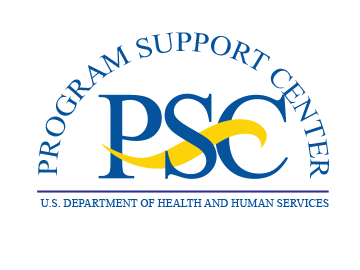 PROGRAM SUPPORT CENTER
PSC
U.S. DEPARTMENT OF HEALTH AND HUMAN SERVICES